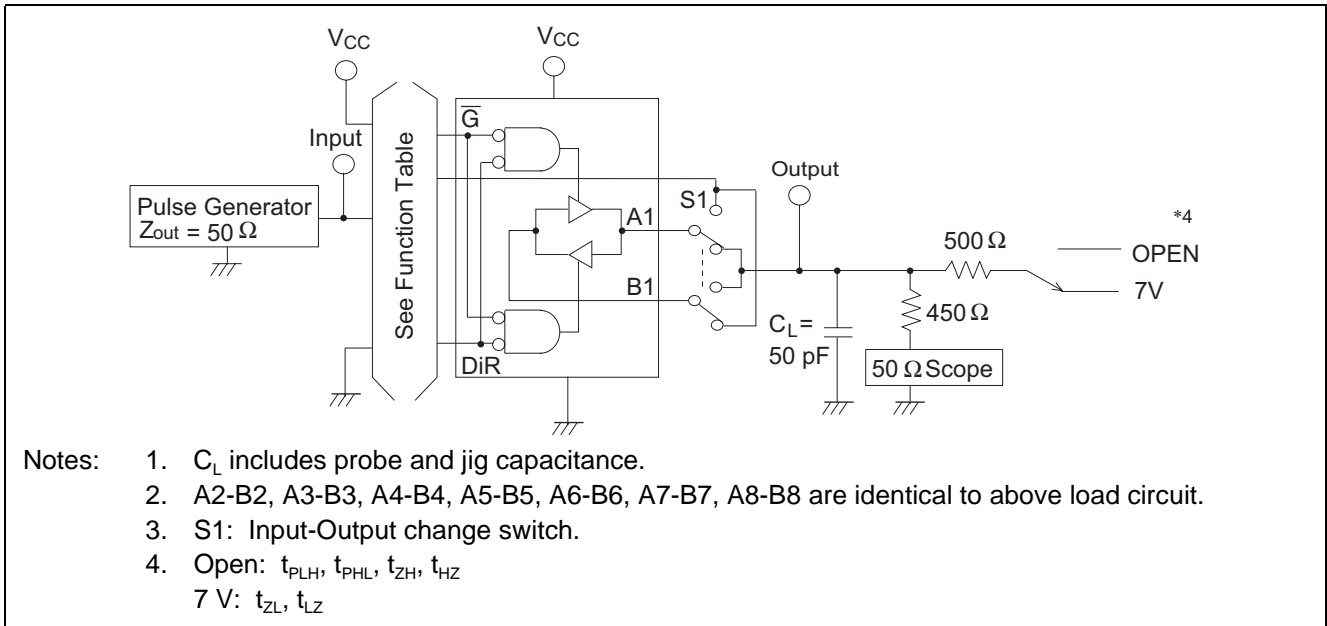 VCC
VCC
Input
Pulse Generator
Zout = 50 Ω
See Function Table
G̅
DiR
A1
B1
S1
Output
CL =
50 pF
500 Ω
450 Ω
50 Ω Scope
*4
OPEN
7V
Notes: 1. CL includes probe and jig capacitance.
2. A2-B2, A3-B3, A4-B4, A5-B5, A6-B6, A7-B7, A8-B8 are identical to above load circuit.
3. S1: Input-Output change switch.
4. Open: tPLH, tPHL, tZH, tHZ
7 V: tZL, tLZ